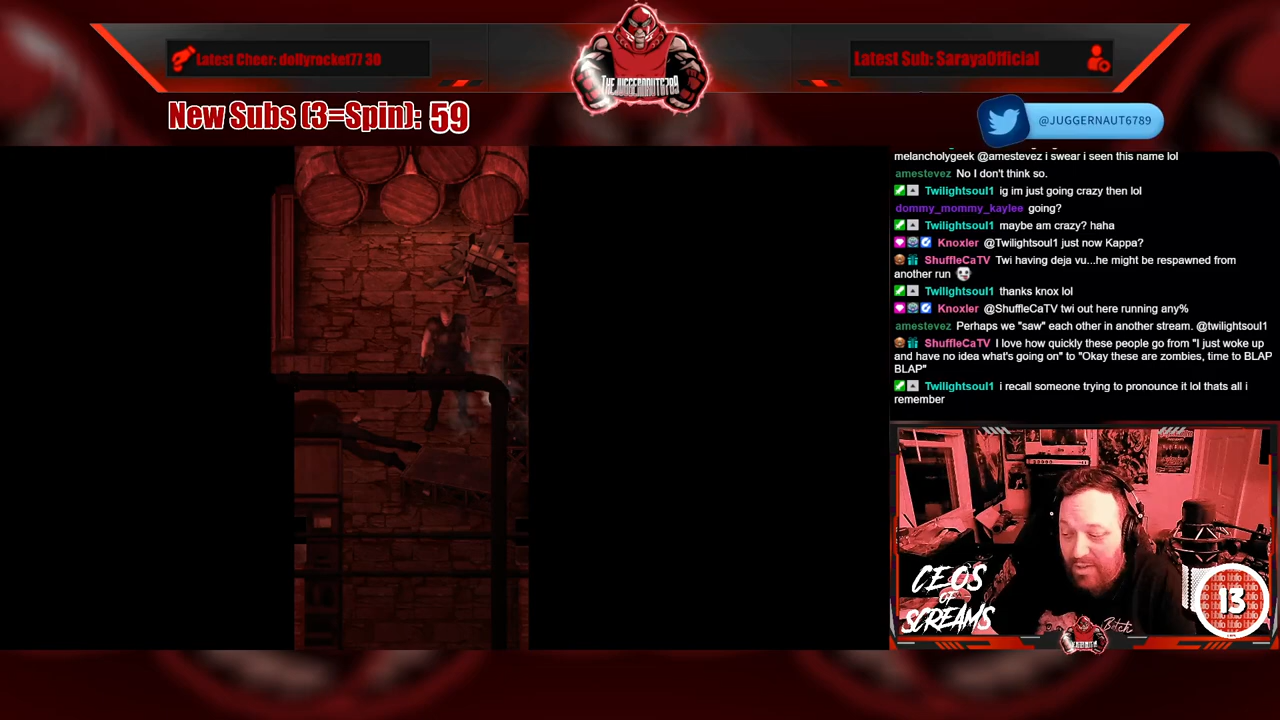 Latest Cheer: dollyrocket77 30
THEJUGGERNAUT6789
Latest Sub: SarayaOfficial
New Subs (3=Spin): 59
@JUGGERNAUT6789
melancholygeek @amestevez i swear i seen this name lol
amestevez No I don't think so.
Twilightsoul1 ig im just going crazy then lol
dommy_mommy_kaylee going?
Twilightsoul1 maybe am crazy? haha
Knoxler @Twilightsoul1 just now Kappa?
ShuffleCaTV Twi having deja vu...he might be respawned from
another run
Twilightsoul1 thanks knox lol
Knoxler @ShuffleCaTV twi out here running any%
amestevez Perhaps we "saw" each other in another stream. @twilightsoul1
ShuffleCaTV I love how quickly these people go from "I just woke up
and have no idea what's going on" to "Okay these are zombies, time to BLAP
BLAP"
Twilightsoul1 i recall someone trying to pronounce it lol thats all i
remember
CEOS
OF
SCREAMS
13
Bitch